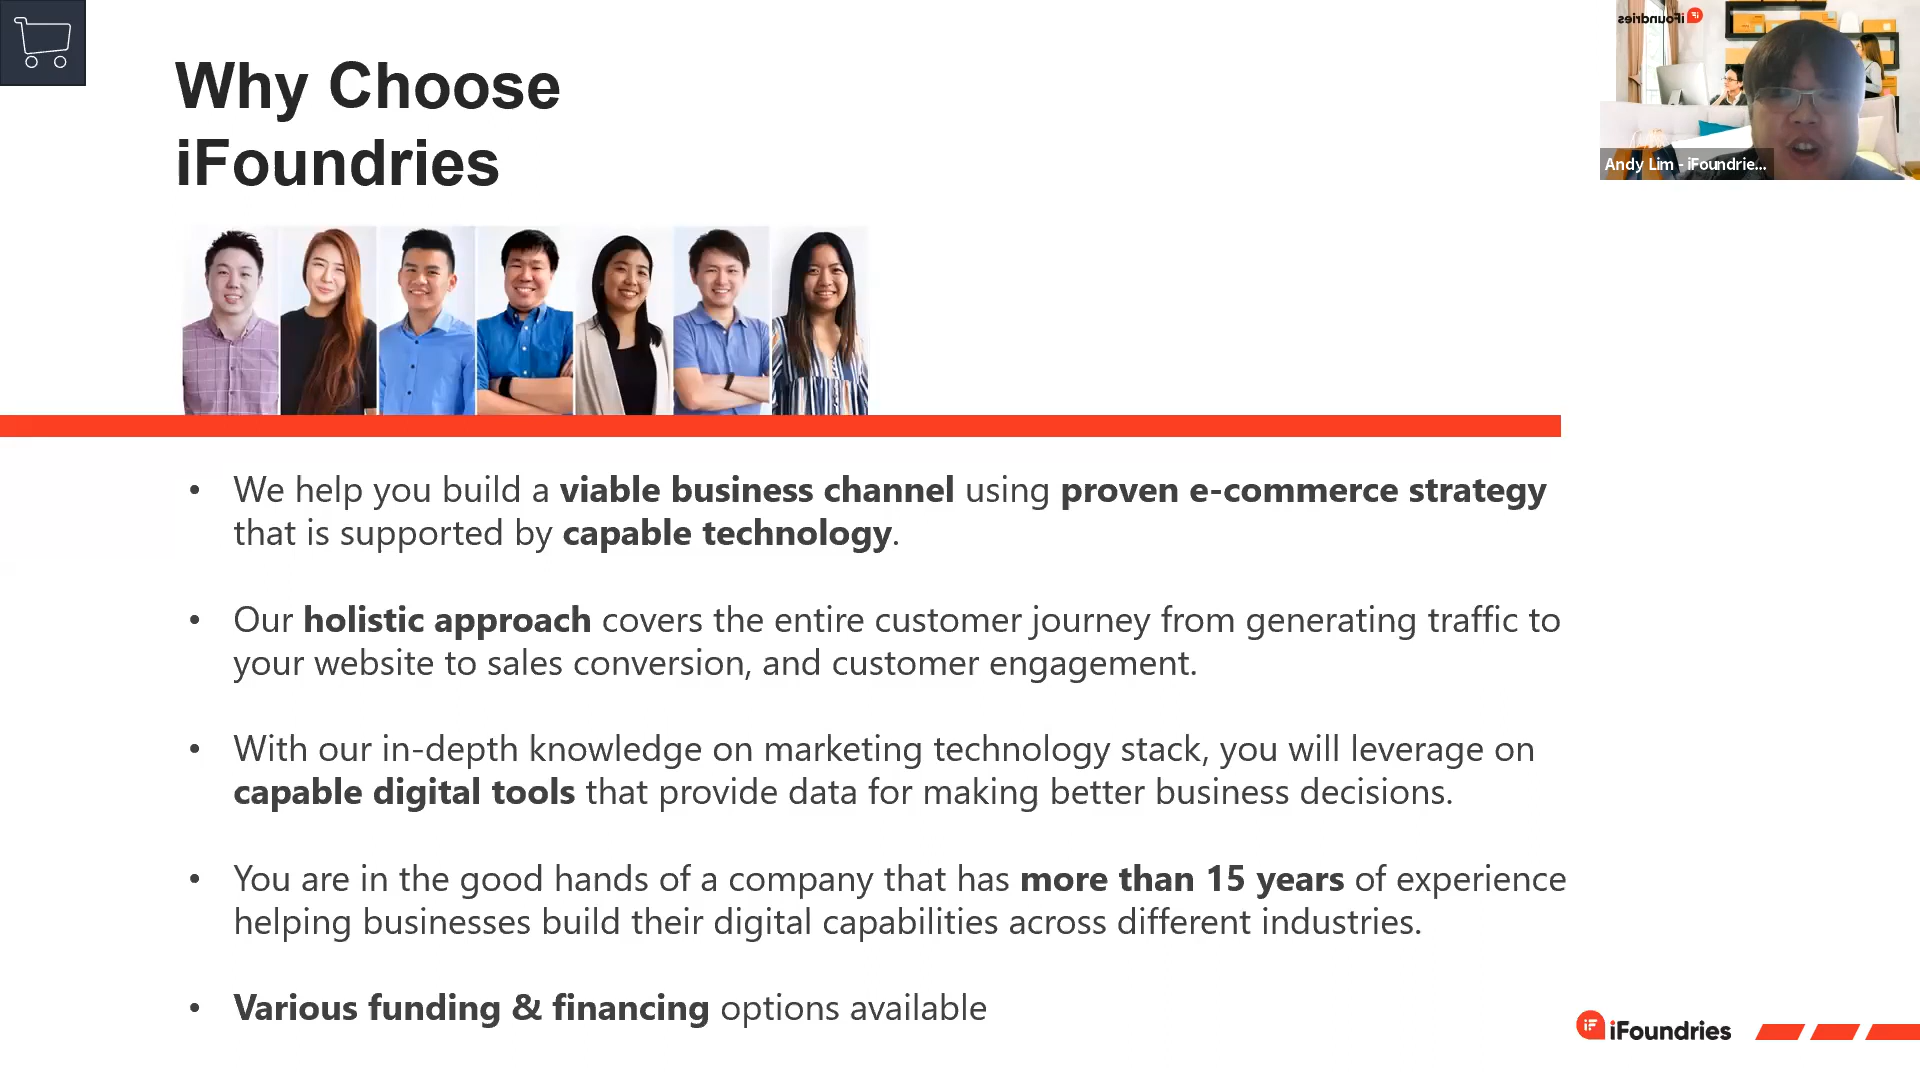 Why Choose
iFoundries
iFoundries
Andy Lim - iFoundrie...
• We help you build a viable business channel using proven e-commerce strategy
that is supported by capable technology.
• Our holistic approach covers the entire customer journey from generating traffic to
your website to sales conversion, and customer engagement.
• With our in-depth knowledge on marketing technology stack, you will leverage on
capable digital tools that provide data for making better business decisions.
• You are in the good hands of a company that has more than 15 years of experience
helping businesses build their digital capabilities across different industries.
• Various funding & financing options available
iF iFoundries